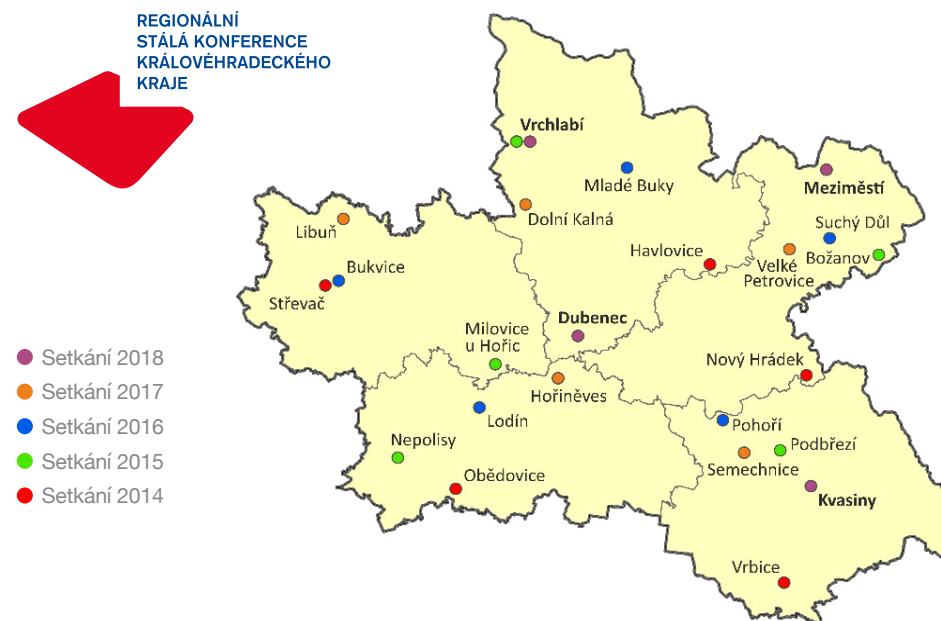 REGIONÁLNÍ
STÁLÁ KONFERENCE
KRÁLOVÉHRADECKÉHO
KRAJE
Vrchlabí
Mladé Buky
Meziměstí
Dolní Kalná
Suchý Důl
Libuň
Havlovice
Božanov
Velké
Petrovice
Bukvice
Střevač
Dubenec
Milovice
u Hořic
Nový Hrádek
Hořiněves
Lodín
Pohoří
Nepolisy
Podbřezí
Semechnice
Obědovice
Kvasiny
Vrbice
Setkání 2018
Setkání 2017
Setkání 2016
Setkání 2015
Setkání 2014